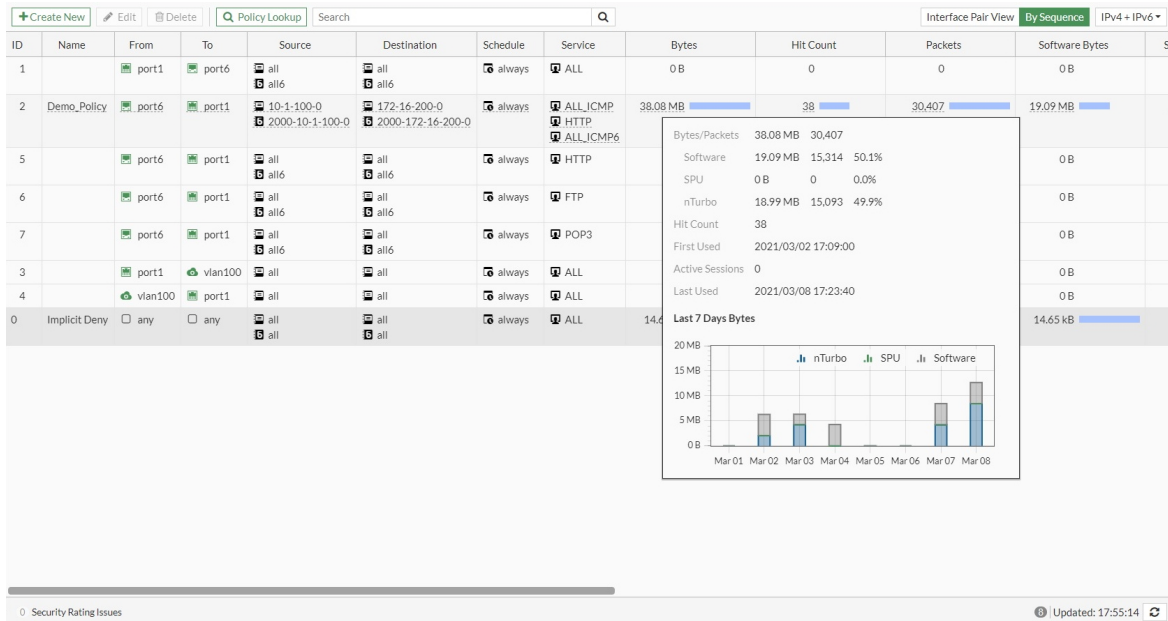 Create New Edit Delete Policy Lookup Search Interface Pair View By Sequence IPv4 + IPv6
ID Name From To Source Destination Schedule Service Bytes Hit Count Packets Software Bytes S
1 port1 port6 all all always ALL 0 B 0 0 0 B
all6 all6
2 Demo_Policy port6 port1 10-1-100-0 172-16-200-0 always ALL_ICMP 38.08 MB 38 30,407 19.09 MB
2000-10-1-100-0 2000-172-16-200-0 HTTP
ALL_ICMP6
5 port6 port1 all all always HTTP 0 B
all6 all6
6 port6 port1 all all always FTP 0 B
all6 all6
7 port6 port1 all all always POP3 0 B
all6 all6
3 port1 vlan100 all all always ALL 0 B
4 vlan100 port1 all all always ALL 0 B
0 Implicit Deny any any all all always ALL 14.6 14.65 kB
all all
Bytes/Packets 38.08 MB 30,407
Software 19.09 MB 15,314 50.1%
SPU 0 B 0 0.0%
nTurbo 18.99 MB 15,093 49.9%
Hit Count 38
First Used 2021/03/02 17:09:00
Active Sessions 0
Last Used 2021/03/08 17:23:40
Last 7 Days Bytes
nTurbo SPU Software
20 MB
15 MB
10 MB
5 MB
0 B
Mar 01 Mar 02 Mar 03 Mar 04 Mar 05 Mar 06 Mar 07 Mar 08
0 Security Rating Issues 8 Updated: 17:55:14